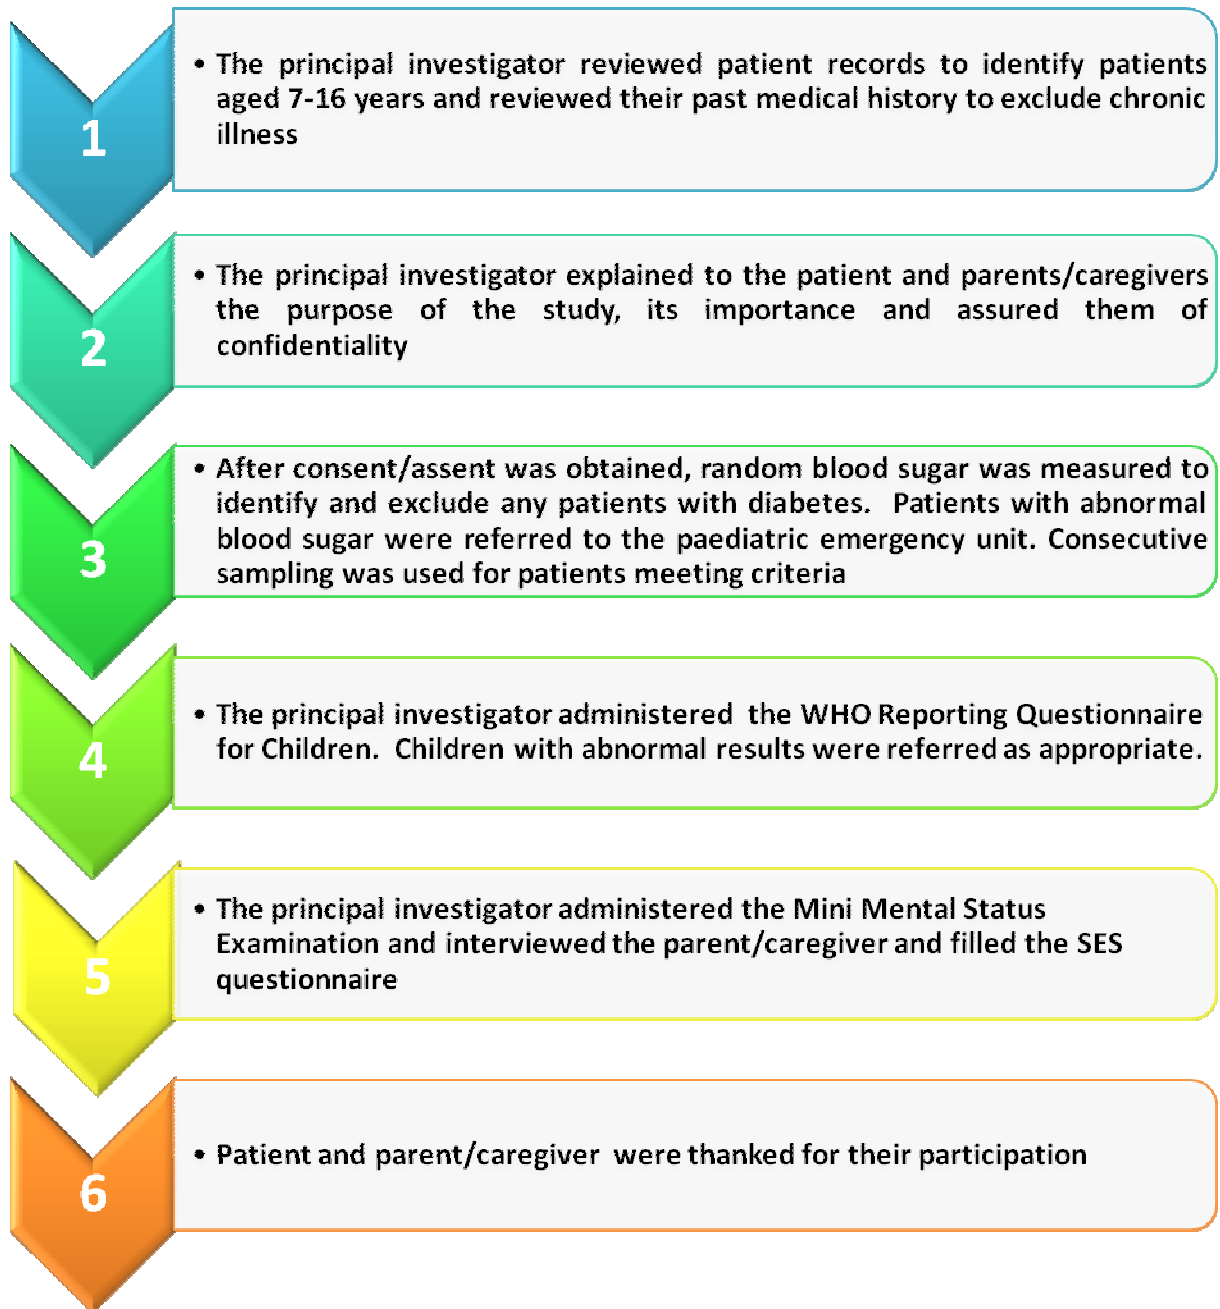 1
• The principal investigator reviewed patient records to identify patients
aged 7-16 years and reviewed their past medical history to exclude chronic
illness
2
• The principal investigator explained to the patient and parents/caregivers
the purpose of the study, its importance and assured them of
confidentiality
3
• After consent/assent was obtained, random blood sugar was measured to
identify and exclude any patients with diabetes. Patients with abnormal
blood sugar were referred to the paediatric emergency unit. Consecutive
sampling was used for patients meeting criteria
4
• The principal investigator administered the WHO Reporting Questionnaire
for Children. Children with abnormal results were referred as appropriate.
5
• The principal investigator administered the Mini Mental Status
Examination and interviewed the parent/caregiver and filled the SES
questionnaire
6
• Patient and parent/caregiver were thanked for their participation